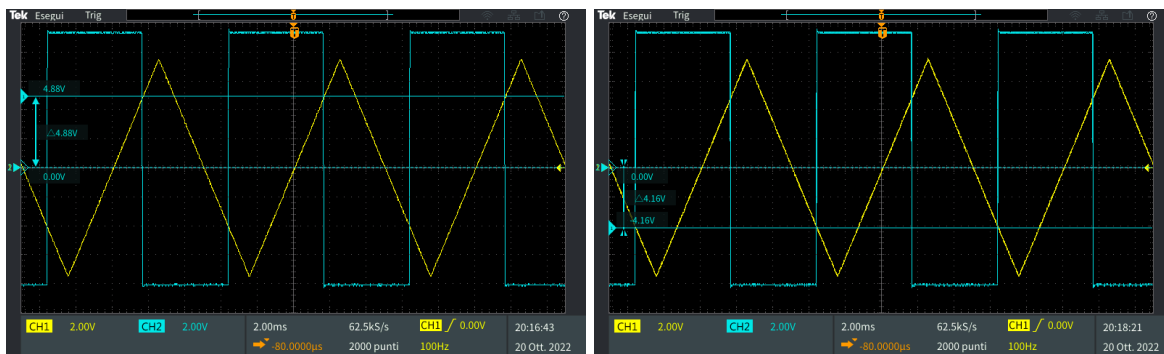 Tek Esegui Trig
4.88V
△4.88V
0.00V
2
CH1 2.00V CH2 2.00V 2.00ms 62.5kS/s CH1 0.00V 20:16:43
-80.0000µs 2000 punti 100Hz 20 Ott. 2022
Tek Esegui Trig
0.00V
△4.16V
-4.16V
2
CH1 2.00V CH2 2.00V 2.00ms 62.5kS/s CH1 0.00V 20:18:21
-80.0000µs 2000 punti 100Hz 20 Ott. 2022